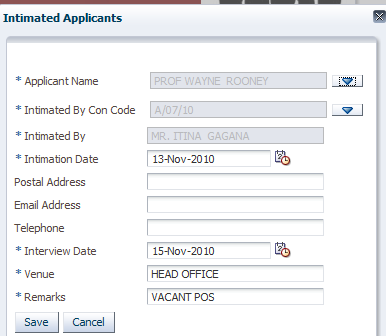 Intimated Applicants
* Applicant Name PROF WAYNE ROONEY
* Intimated By Con Code A/07/10
* Intimated By MR. ITINA GAGANA
* Intimation Date 13-Nov-2010
Postal Address
Email Address
Telephone
* Interview Date 15-Nov-2010
* Venue HEAD OFFICE
* Remarks VACANT POS
Save Cancel